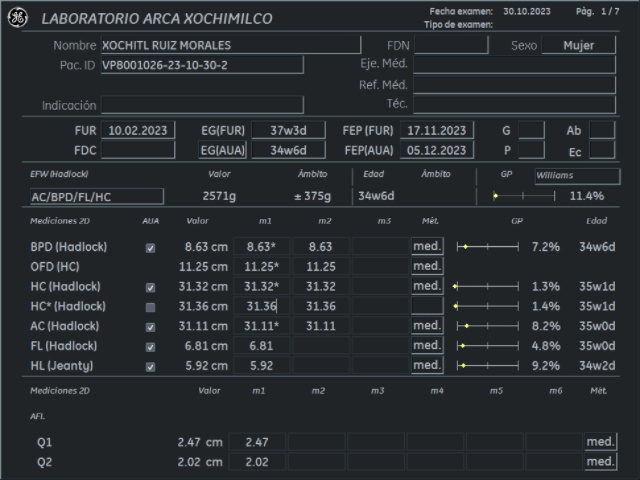 GE
LABORATORIO ARCA XOCHIMILCO
Fecha examen: 30.10.2023 Pàg. 1 / 7
Tipo de examen:
Nombre XOCHITL RUIZ MORALES FDN Sexo Mujer
Pac. ID VPB001026-23-10-30-2 Eje. Méd.
Ref. Méd.
Indicación Téc.
FUR 10.02.2023 EG(FUR) 37w3d FEP (FUR) 17.11.2023 G Ab
FDC EG(AUA) 34w6d FEP(AUA) 05.12.2023 P Ec
EFW (Hadlock) Valor Ámbito Edad Ámbito GP Williams
AC/BPD/FL/HC 2571g ± 375g 34w6d 11.4%
Mediciones 2D AUA Valor m1 m2 m3 Mét. GP Edad
BPD (Hadlock) 8.63 cm 8.63* 8.63 med. 7.2% 34w6d
OFD (HC) 11.25 cm 11.25* 11.25 med.
HC (Hadlock) 31.32 cm 31.32* 31.32 med. 1.3% 35w1d
HC* (Hadlock) 31.36 cm 31.36 31.36 1.4% 35w1d
AC (Hadlock) 31.11 cm 31.11* 31.11 med. 8.2% 35w0d
FL (Hadlock) 6.81 cm 6.81 med. 4.8% 35w0d
HL (Jeanty) 5.92 cm 5.92 med. 9.2% 34w2d
Mediciones 2D Valor m1 m2 m3 m4 m5 m6 Mét.
AFI.
Q1 2.47 cm 2.47 med.
Q2 2.02 cm 2.02 med.